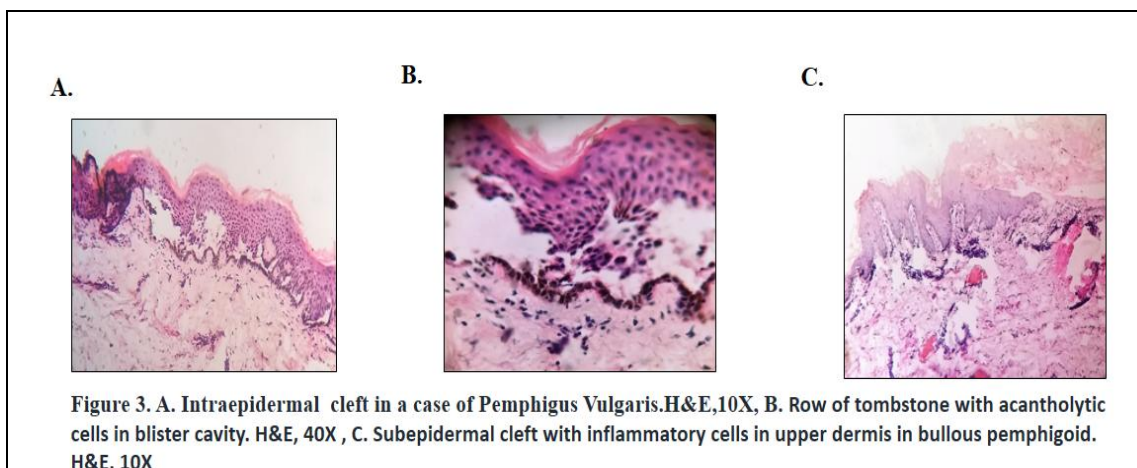 A.
B.
C.
Figure 3. A. Intraepidermal cleft in a case of Pemphigus Vulgaris.H&E,10X, B. Row of tombstone with acantholytic
cells in blister cavity. H&E, 40X , C. Subepidermal cleft with inflammatory cells in upper dermis in bullous pemphigoid.
H&E, 10X